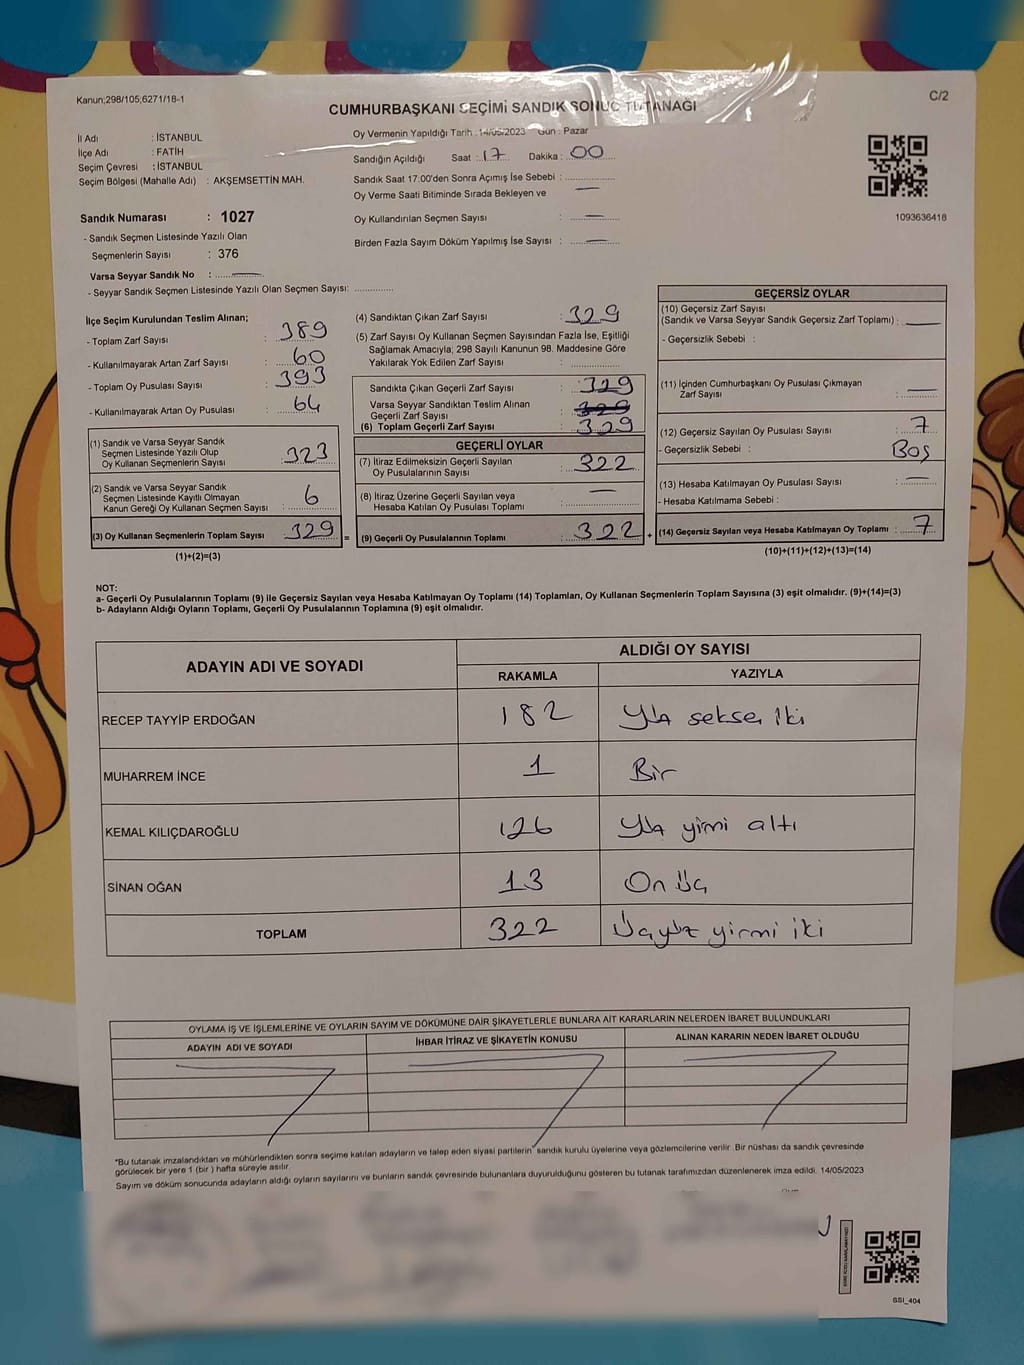 Kanun;298/105;6271/18-1
C/2
CUMHURBAŞKANI SEÇİMİ SANDIK SONUÇ TUTANAĞI
İl Adı : İSTANBUL
İlçe Adı : FATİH
Seçim Çevresi : İSTANBUL
Seçim Bölgesi (Mahalle Adı) : AKŞEMSETTİN MAH.
Oy Vermenin Yapıldığı Tarih : 14/05/2023 Gün : Pazar
Sandığın Açıldığı Saat : 17 Dakika : 00
Sandık Saat 17:00'den Sonra Açımış İse Sebebi :
Oy Verme Saati Bitiminde Sırada Bekleyen ve
Oy Kullandırılan Seçmen Sayısı : —
Birden Fazla Sayım Döküm Yapılmış İse Sayısı : —
1093636418
Sandık Numarası : 1027
- Sandık Seçmen Listesinde Yazılı Olan
Seçmenlerin Sayısı : 376
Varsa Seyyar Sandık No : —
- Seyyar Sandık Seçmen Listesinde Yazılı Olan Seçmen Sayısı:
İlçe Seçim Kurulundan Teslim Alınan;
- Toplam Zarf Sayısı : 389
- Kullanılmayarak Artan Zarf Sayısı : 60
- Toplam Oy Pusulası Sayısı : 393
- Kullanılmayarak Artan Oy Pusulası : 64
(1) Sandık ve Varsa Seyyar Sandık
Seçmen Listesinde Yazılı Olup
Oy Kullanan Seçmenlerin Sayısı : 323
(2) Sandık ve Varsa Seyyar Sandık
Seçmen Listesinde Kayıtlı Olmayan
Kanun Gereği Oy Kullanan Seçmen Sayısı : 6
(3) Oy Kullanan Seçmenlerin Toplam Sayısı : 329 =
(1)+(2)=(3)
(4) Sandıktan Çıkan Zarf Sayısı : 329
(5) Zarf Sayısı Oy Kullanan Seçmen Sayısından Fazla İse, Eşitliği
Sağlamak Amacıyla; 298 Sayılı Kanunun 98. Maddesine Göre
Yakılarak Yok Edilen Zarf Sayısı :
Sandıkta Çıkan Geçerli Zarf Sayısı : 329
Varsa Seyyar Sandıktan Teslim Alınan
Geçerli Zarf Sayısı : 329
(6) Toplam Geçerli Zarf Sayısı : 329
GEÇERLİ OYLAR
(7) İtiraz Edilmeksizin Geçerli Sayılan
Oy Pusulalarının Sayısı : 322
(8) İtiraz Üzerine Geçerli Sayılan veya
Hesaba Katılan Oy Pusulası Toplamı : —
(9) Geçerli Oy Pusulalarının Toplamı : 322 +
GEÇERSİZ OYLAR
(10) Geçersiz Zarf Sayısı
(Sandık ve Varsa Seyyar Sandık Geçersiz Zarf Toplamı) : —
- Geçersizlik Sebebi :
(11) İçinden Cumhurbaşkanı Oy Pusulası Çıkmayan
Zarf Sayısı : —
(12) Geçersiz Sayılan Oy Pusulası Sayısı : 7
- Geçersizlik Sebebi : Boş
(13) Hesaba Katılmayan Oy Pusulası Sayısı : —
- Hesaba Katılmama Sebebi :
(14) Geçersiz Sayılan veya Hesaba Katılmayan Oy Toplamı : 7
(10)+(11)+(12)+(13)=(14)
NOT:
a- Geçerli Oy Pusulalarının Toplamı (9) ile Geçersiz Sayılan veya Hesaba Katılmayan Oy Toplamı (14) Toplamları, Oy Kullanan Seçmenlerin Toplam Sayısına (3) eşit olmalıdır. (9)+(14)=(3)
b- Adayların Aldığı Oyların Toplamı, Geçerli Oy Pusulalarının Toplamına (9) eşit olmalıdır.
ADAYIN ADI VE SOYADI
ALDIĞI OY SAYISI
RAKAMLA YAZIYLA
RECEP TAYYİP ERDOĞAN 182 Yüz seksen iki
MUHARREM İNCE 1 Bir
KEMAL KILIÇDAROĞLU 126 Yüz yirmi altı
SİNAN OĞAN 13 On üç
TOPLAM 322 Üçyüz yirmi iki
OYLAMA İŞ VE İŞLEMLERİNE VE OYLARIN SAYIM VE DÖKÜMÜNE DAİR ŞİKAYETLERLE BUNLARA AİT KARARLARIN NELERDEN İBARET BULUNDUKLARI
ADAYIN ADI VE SOYADI İHBAR İTİRAZ VE ŞİKAYETİN KONUSU ALINAN KARARIN NEDEN İBARET OLDUĞU
*Bu tutanak imzalandıktan ve mühürlendikten sonra seçime katılan adayların ve talep eden siyasi partilerin sandık kurulu üyelerine veya gözlemcilerine verilir. Bir nüshası da sandık çevresinde
görülecek bir yere 1 (bir) hafta süreyle asılır.
Sayım ve döküm sonucunda adayların aldığı oyların sayılarını ve bunların sandık çevresinde bulunanlara duyurulduğunu gösteren bu tutanak tarafımızdan düzenlenerek imza edildi. 14/05/2023
SSI_404